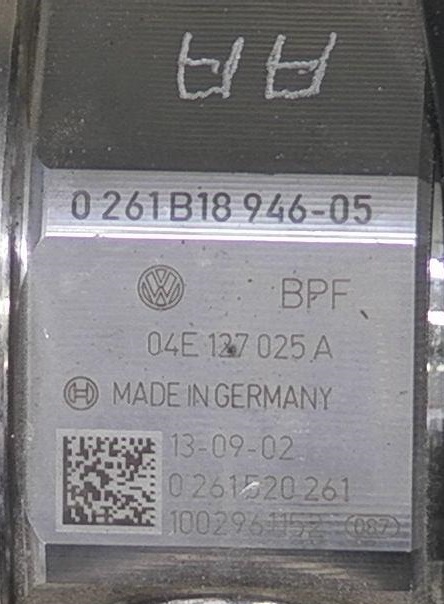 0 261 B18 946-05
BPF
04E 127 025 A
MADE IN GERMANY
13-09-02
0 261 520 261
1002961152 087